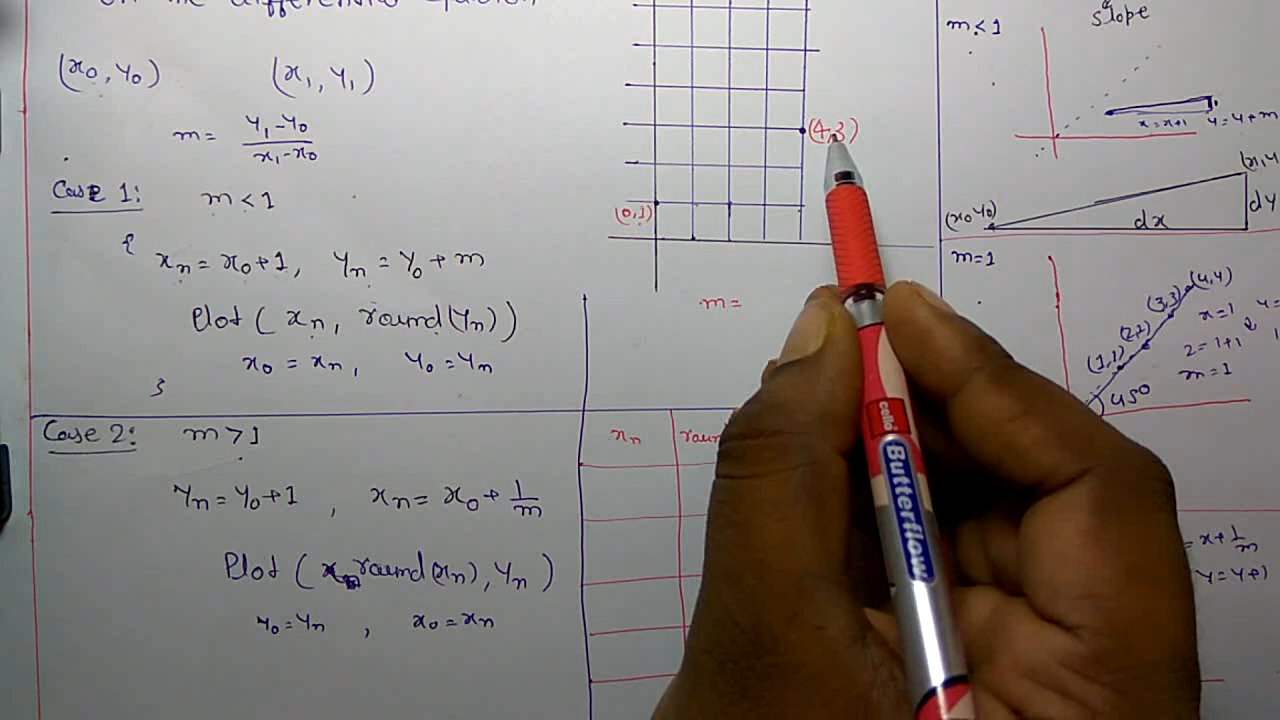 (x0, y0) (x1, y1)
m = y1-y0
x1-x0
Case 1: m < 1
{
xn = x0+1, yn = y0 + m
Plot ( xn, round(yn))
x0 = xn, y0 = yn
}
Case 2: m > 1
yn = y0+1 , xn = x0 + 1/m
Plot ( round(xn), yn )
y0 = yn , x0 = xn
(4,3)
(0,1)
m =
xn
cello
Butterflow
slope
m < 1
x = x+1 y = y + m
(x0 y0)
dx
dy
m = 1
(4,4)
(3,3)
(2,2)
(1,1)
x = 1
2 = 1+1
m = 1
450
= x + 1/m
y = y+1